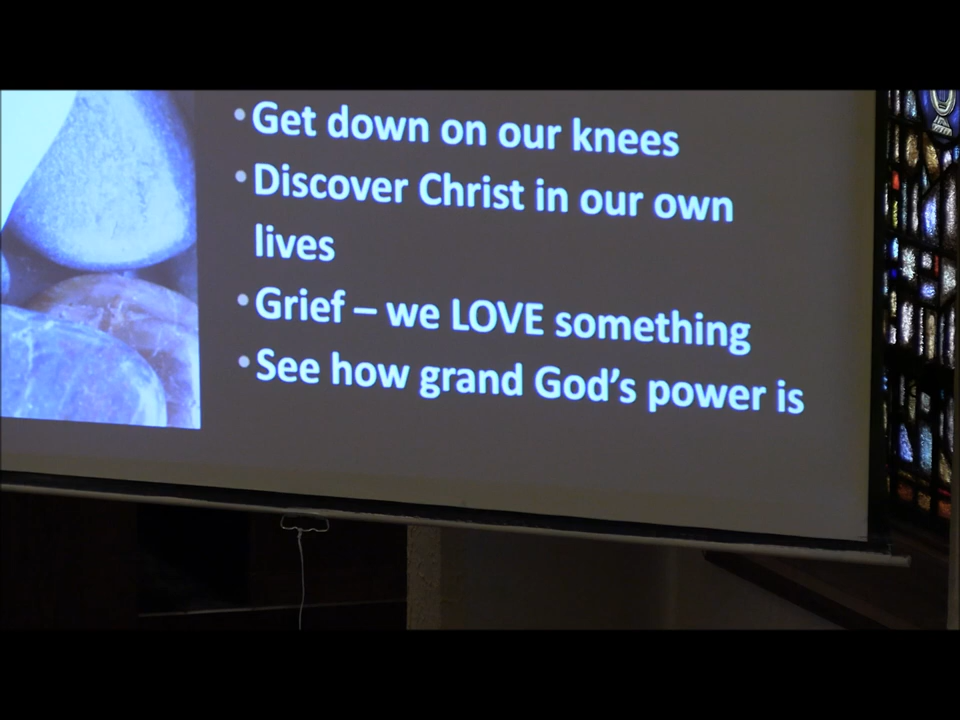 • Get down on our knees
• Discover Christ in our own
lives
• Grief – we LOVE something
• See how grand God's power is